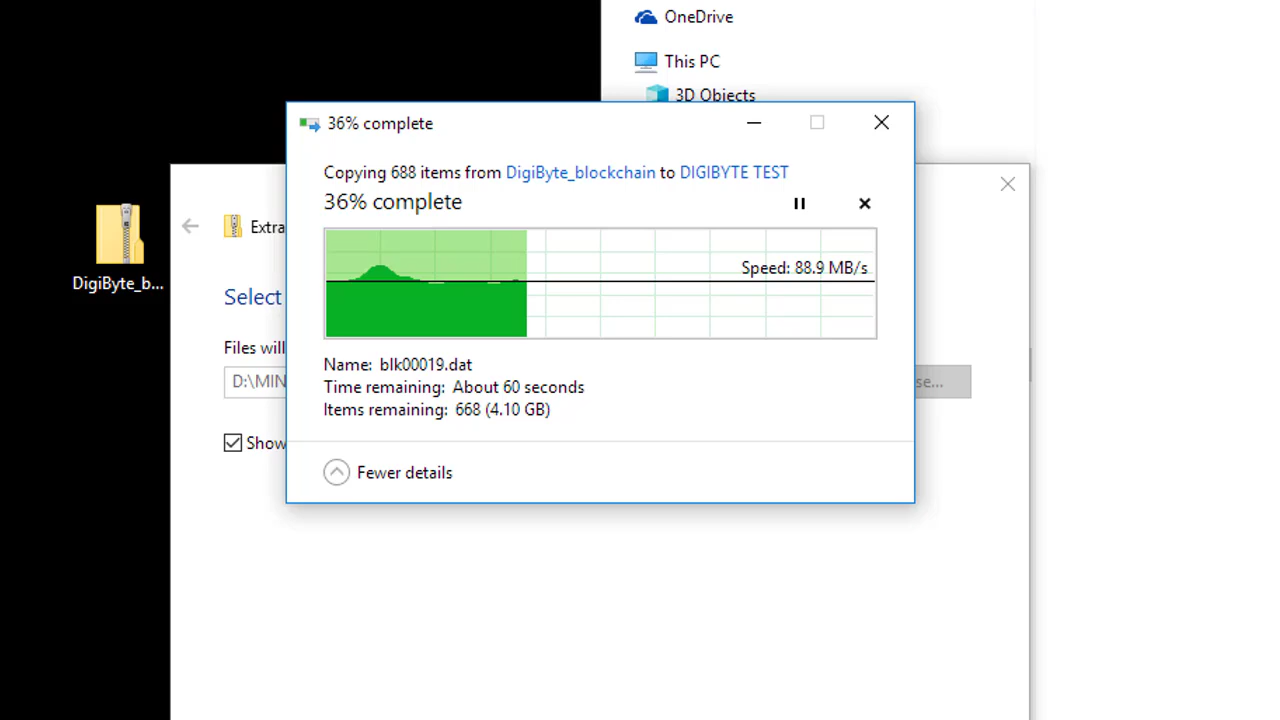 OneDrive
This PC
3D Objects
36% complete
Copying 688 items from DigiByte_blockchain to DIGIBYTE TEST
36% complete
Speed: 88.9 MB/s
Name: blk00019.dat
Time remaining: About 60 seconds
Items remaining: 668 (4.10 GB)
Fewer details
DigiByte_b...
Extra
Select
Files will
D:\MIN
se...
Show